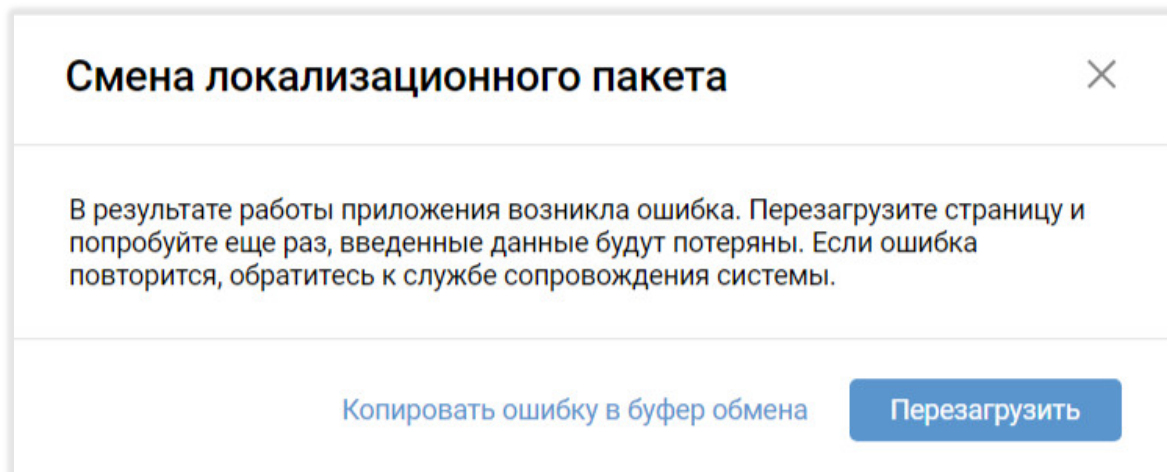 Смена локализационного пакета
В результате работы приложения возникла ошибка. Перезагрузите страницу и
попробуйте еще раз, введенные данные будут потеряны. Если ошибка
повторится, обратитесь к службе сопровождения системы.
Копировать ошибку в буфер обмена Перезагрузить